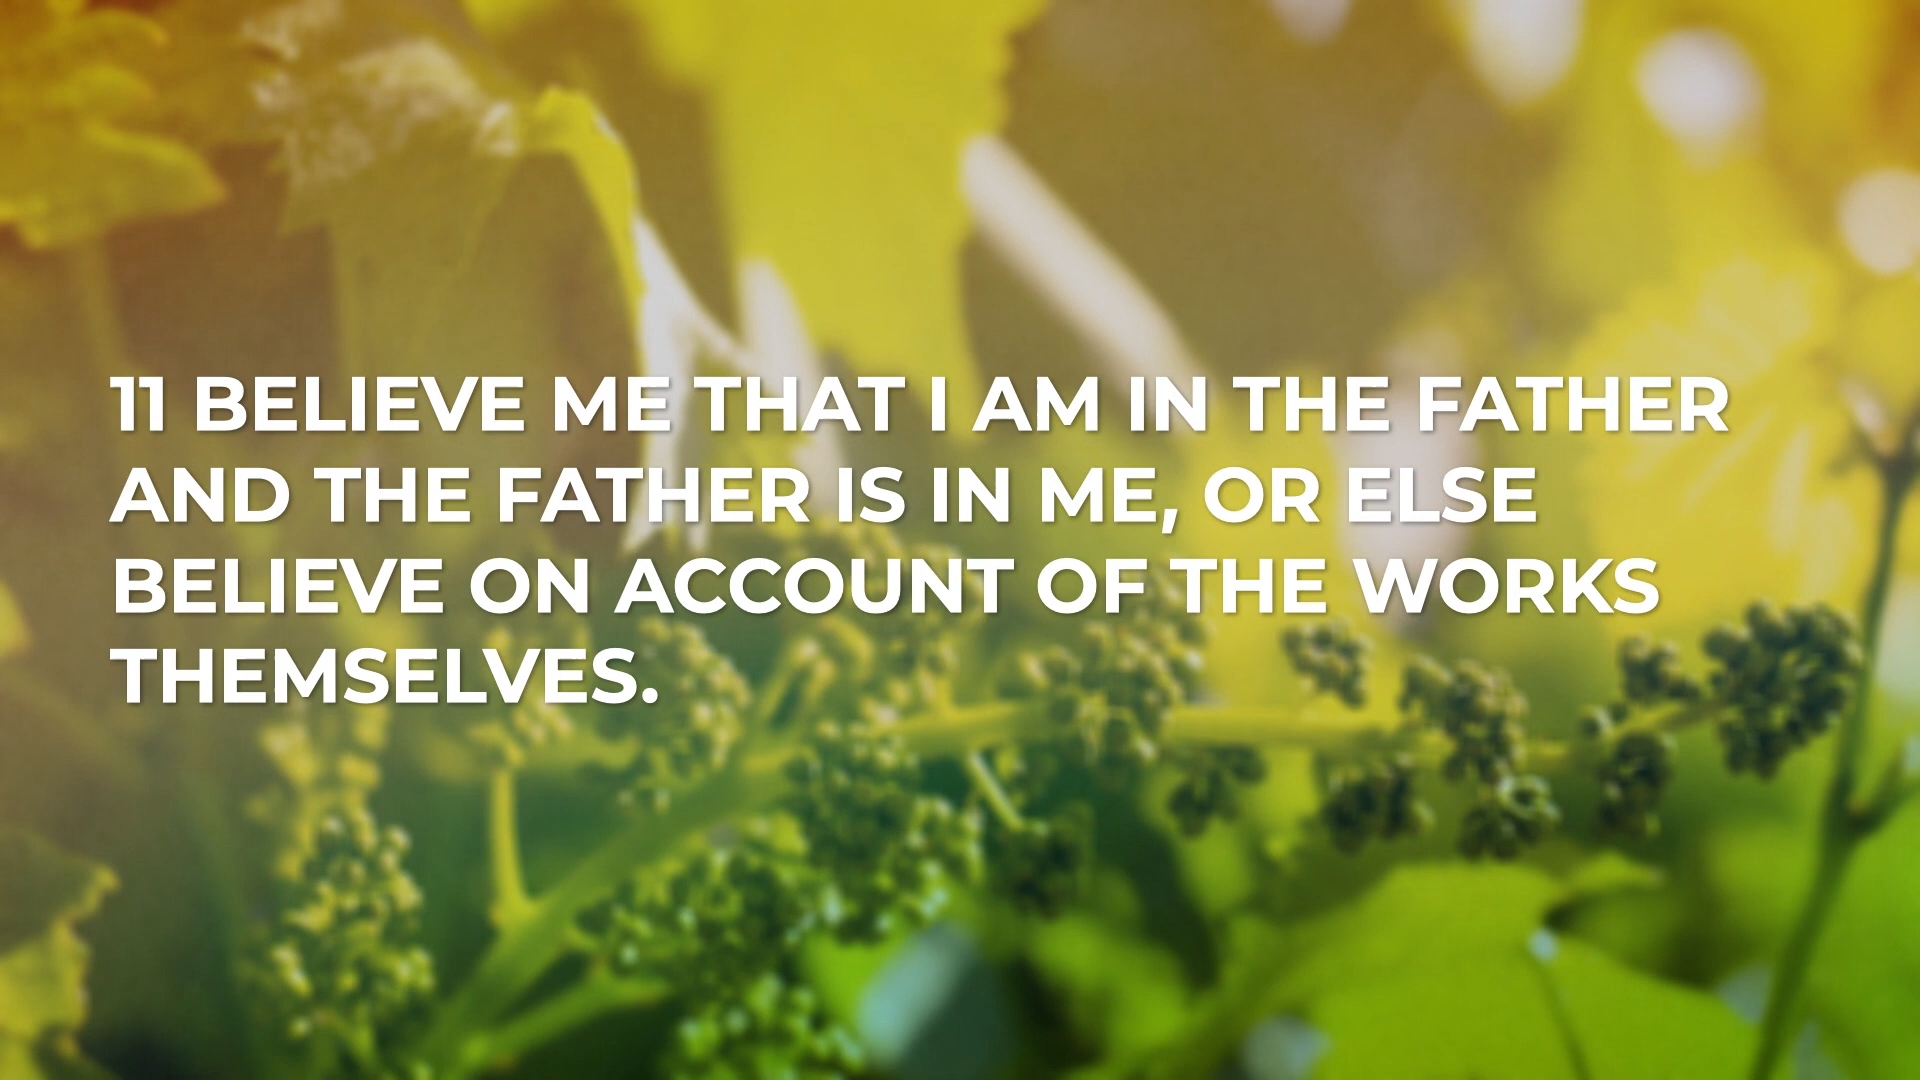 11 BELIEVE ME THAT I AM IN THE FATHER
AND THE FATHER IS IN ME, OR ELSE
BELIEVE ON ACCOUNT OF THE WORKS
THEMSELVES.